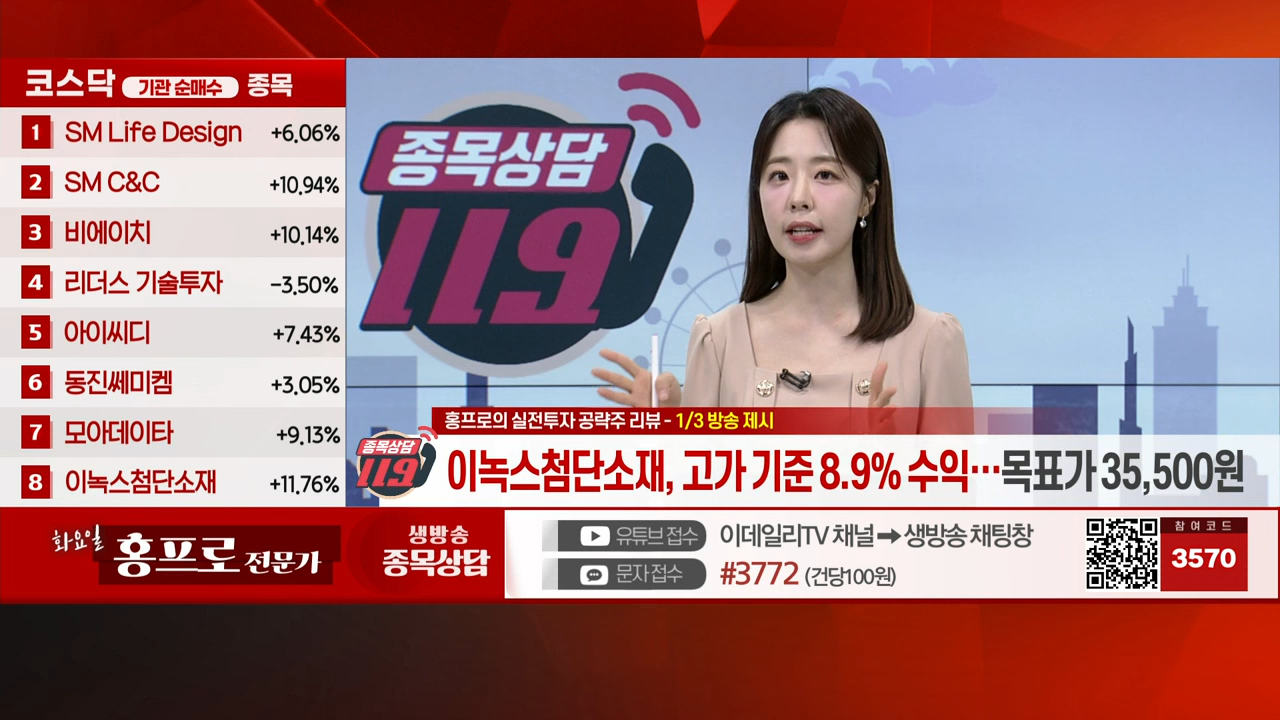 코스닥 기관 순매수 종목
1 SM Life Design +6.06%
2 SM C&C +10.94%
3 비에이치 +10.14%
4 리더스 기술투자 -3.50%
5 아이씨디 +7.43%
6 동진쎄미켐 +3.05%
7 모아데이타 +9.13%
8 이녹스첨단소재 +11.76%
종목상담
119
홍프로의 실전투자 공략주 리뷰 - 1/3 방송 제시
종목상담
119
이녹스첨단소재, 고가 기준 8.9% 수익…목표가 35,500원
화요일 홍프로 전문가
생방송
종목상담
유튜브 접수 이데일리TV 채널 ➡ 생방송 채팅창
문자 접수 #3772 (건당100원)
참여코드
3570